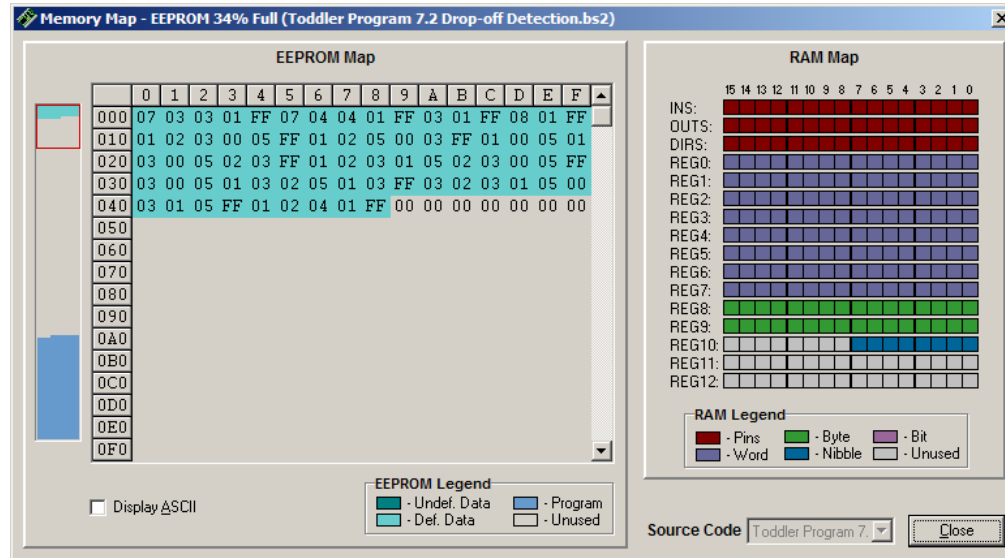 Memory Map - EEPROM 34% Full (Toddler Program 7.2 Drop-off Detection.bs2)
EEPROM Map
0 1 2 3 4 5 6 7 8 9 A B C D E F
000 07 03 03 01 FF 07 04 04 01 FF 03 01 FF 08 01 FF
010 01 02 03 00 05 FF 01 02 05 00 03 FF 01 00 05 01
020 03 00 05 02 03 FF 01 02 03 01 05 02 03 00 05 FF
030 03 00 05 01 03 02 05 01 03 FF 03 02 03 01 05 00
040 03 01 05 FF 01 02 04 01 FF 00 00 00 00 00 00 00
050
060
070
080
090
0A0
0B0
0C0
0D0
0E0
0F0
Display ASCII
EEPROM Legend
- Undef. Data - Program
- Def. Data - Unused
RAM Map
15 14 13 12 11 10 9 8 7 6 5 4 3 2 1 0
INS:
OUTS:
DIRS:
REG0:
REG1:
REG2:
REG3:
REG4:
REG5:
REG6:
REG7:
REG8:
REG9:
REG10:
REG11:
REG12:
RAM Legend
- Pins - Byte - Bit
- Word - Nibble - Unused
Source Code Toddler Program 7. Close